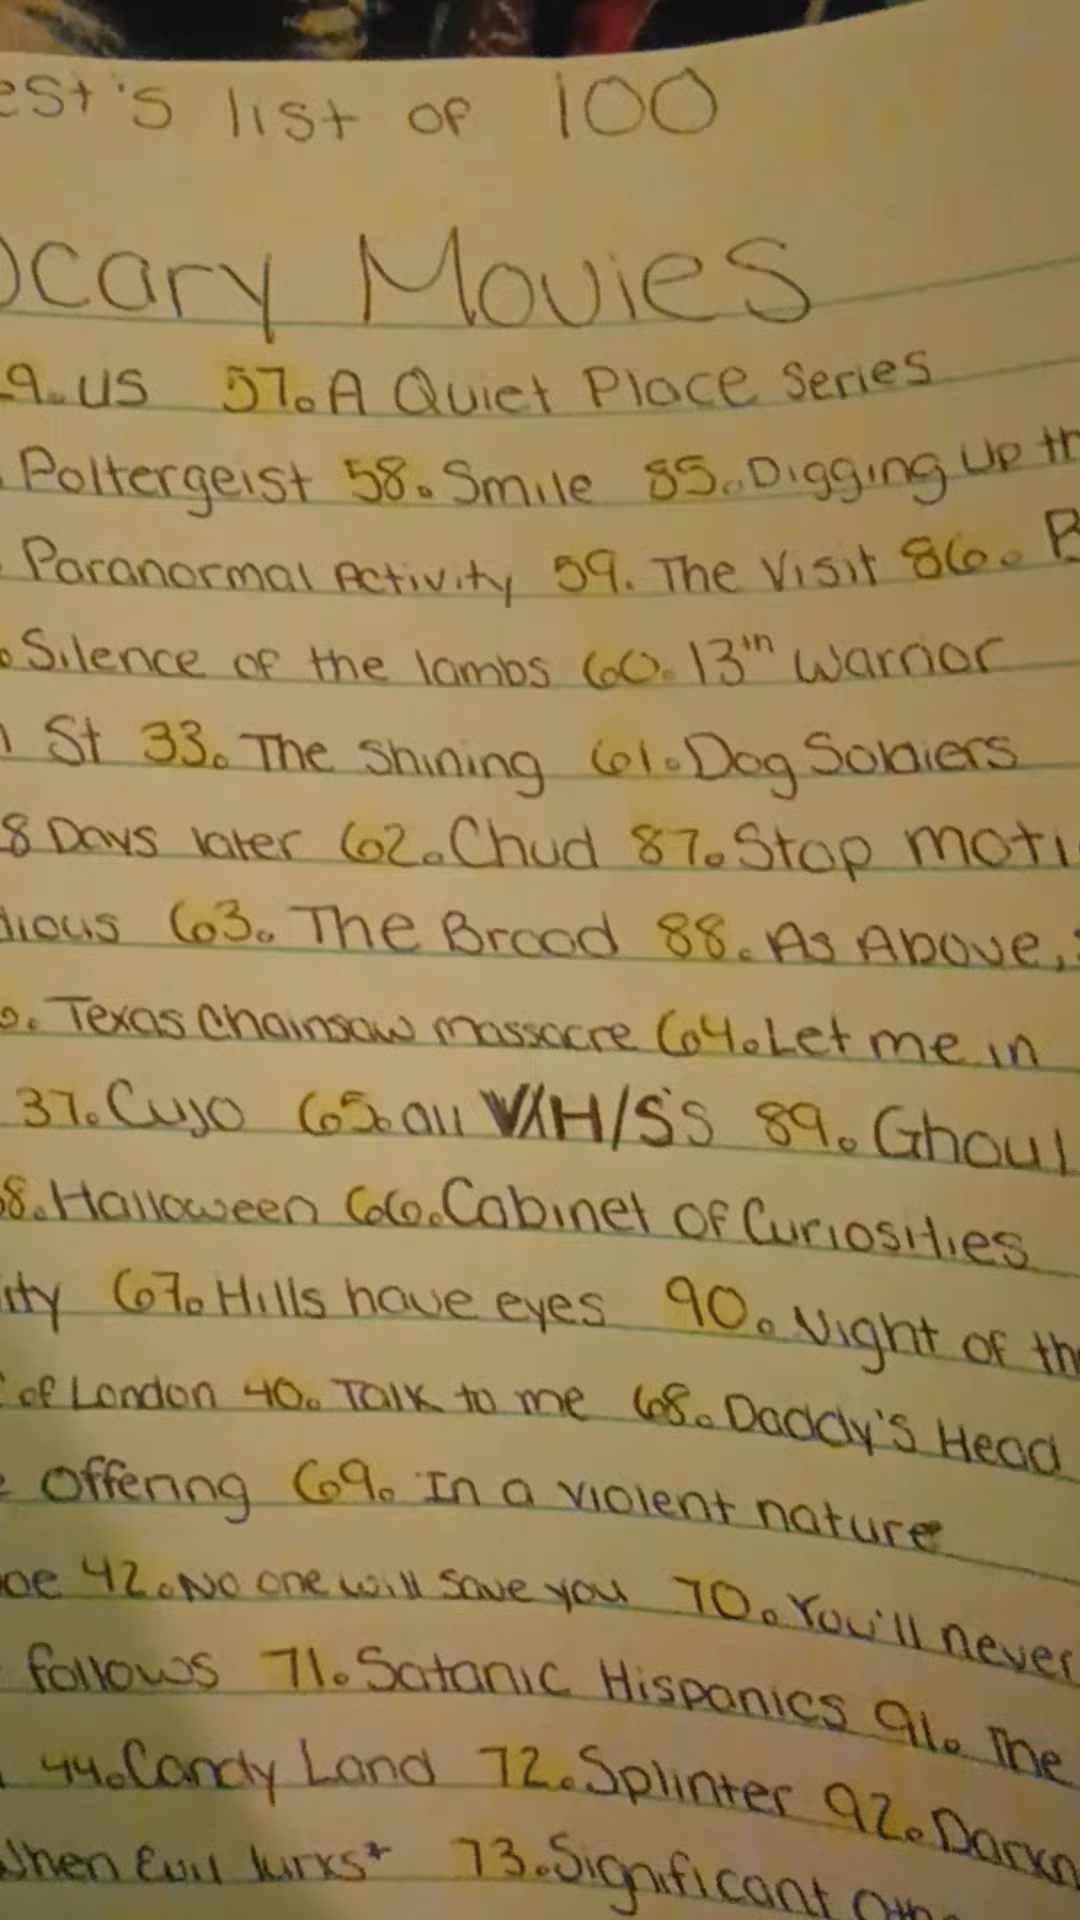 est's list of 100
cary Movies
9. us 57. A Quiet Place Series
Poltergeist 58. Smile 85. Digging Up th
Paranormal Activity 59. The Visit 86. B
Silence of the lambs 60. 13th Warrior
St 33. The Shining 61. Dog Soldiers
8 Days later 62. Chud 87. Stop moti
dious 63. The Brood 88. As Above,
Texas Chainsaw massacre 64. Let me in
37. Cujo 65. all V/H/S's 89. Ghoul
8. Halloween 66. Cabinet of Curiosities
ity 67. Hills have eyes 90. Night of th
of London 40. Talk to me 68. Daddy's Head
Offering 69. In a violent nature
oe 42. No one will save you 70. You'll never
follows 71. Satanic Hispanics 91. The
44. Candy Land 72. Splinter 92. Darkn
When Evil lurks* 73. Significant Othe